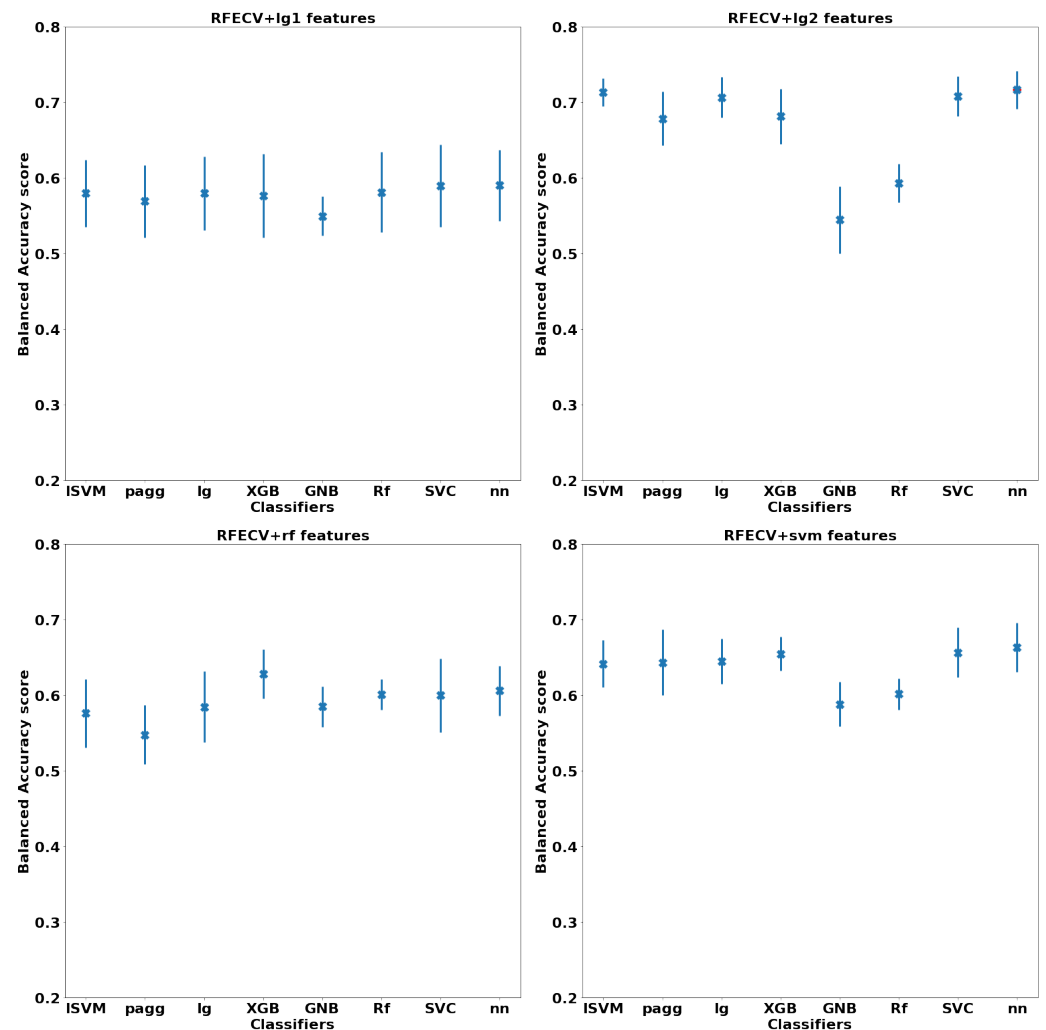 RFECV+lg1 features
0.8
0.7
0.6
0.5
0.4
0.3
0.2
Balanced Accuracy score
lSVM pagg lg XGB GNB Rf SVC nn
Classifiers
RFECV+lg2 features
0.8
0.7
0.6
0.5
0.4
0.3
0.2
Balanced Accuracy score
lSVM pagg lg XGB GNB Rf SVC nn
Classifiers
RFECV+rf features
0.8
0.7
0.6
0.5
0.4
0.3
0.2
Balanced Accuracy score
lSVM pagg lg XGB GNB Rf SVC nn
Classifiers
RFECV+svm features
0.8
0.7
0.6
0.5
0.4
0.3
0.2
Balanced Accuracy score
lSVM pagg lg XGB GNB Rf SVC nn
Classifiers